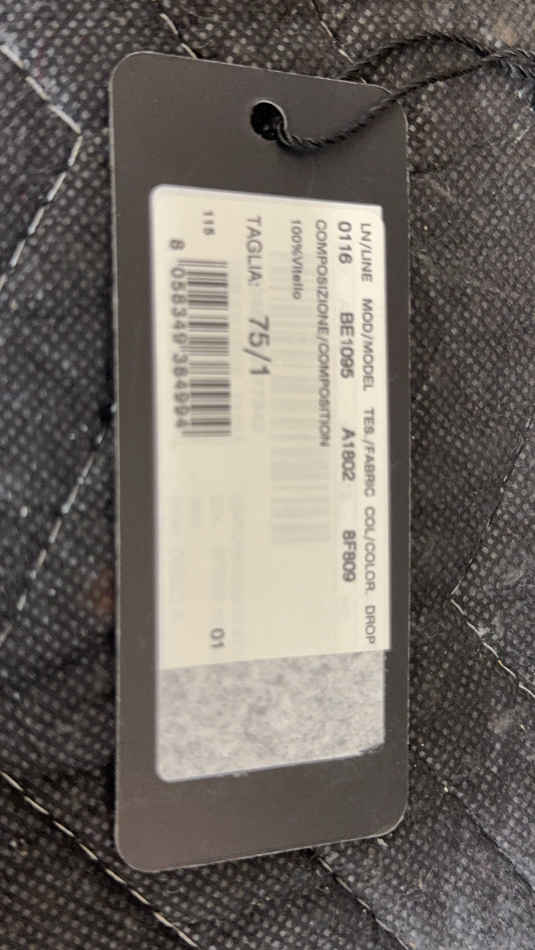 LN/LINE MOD/MODEL TES./FABRIC COL/COLOR. DROP
0116 BE1095 A1802 8F809
COMPOSIZIONE/COMPOSITION
100%Vitello
TAGLIA: 75/1
115
8 058349 384994
01